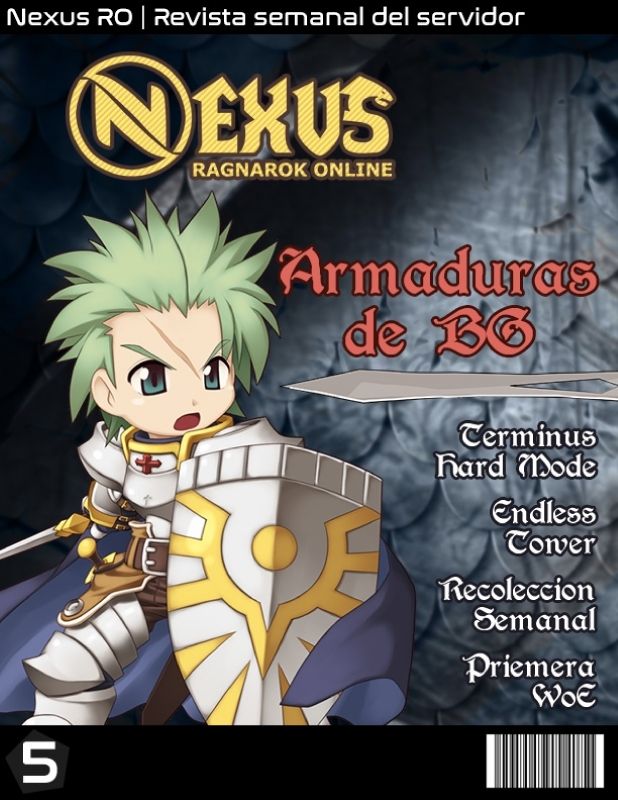 Nexus RO | Revista semanal del servidor
NEXUS
RAGNAROK ONLINE
Armaduras
de BG
Terminus
Hard Mode
Endless
Tower
Recoleccion
Semanal
Priemera
WoE
5